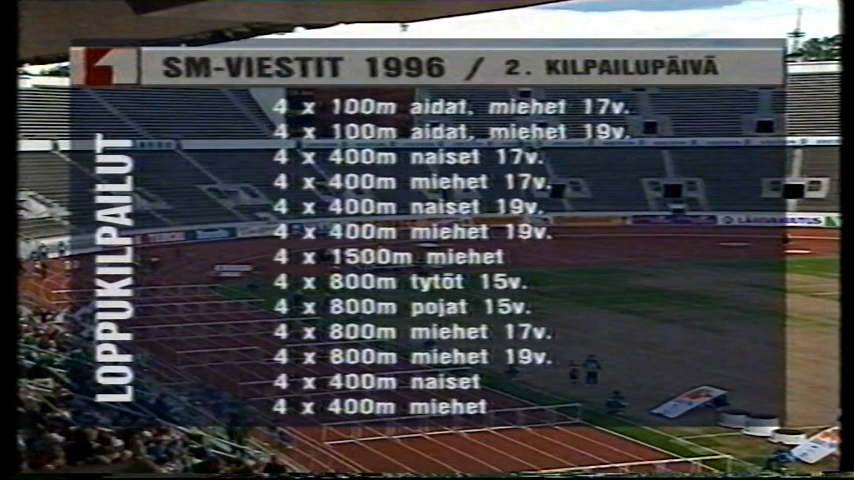 SM-VIESTIT 1996 / 2. KILPAILUPÄIVÄ
LOPPUKILPAILUT
4 x 100m aidat, miehet 17v.
4 x 100m aidat, miehet 19v.
4 x 400m naiset 17v.
4 x 400m miehet 17v.
4 x 400m naiset 19v.
4 x 400m miehet 19v.
4 x 1500m miehet
4 x 800m tytöt 15v.
4 x 800m pojat 15v.
4 x 800m miehet 17v.
4 x 800m miehet 19v.
4 x 400m naiset
4 x 400m miehet